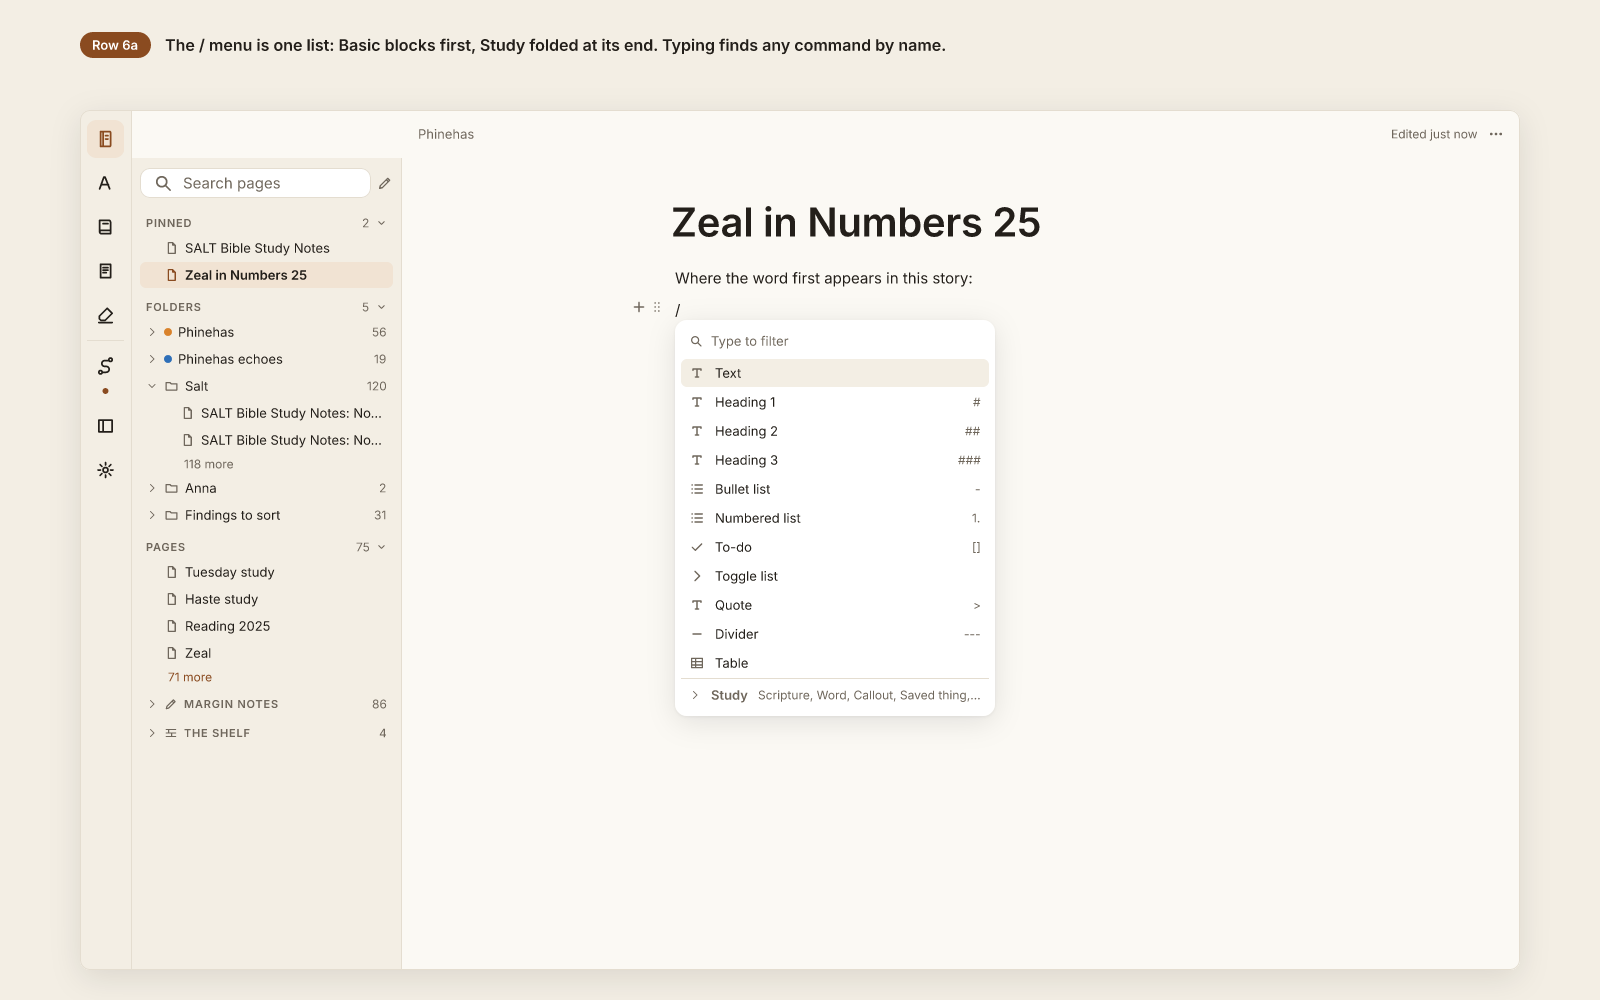 Row 6a
The / menu is one list: Basic blocks first, Study folded at its end. Typing finds any command by name.
Phinehas
Edited just now
Search pages
PINNED 2
SALT Bible Study Notes
Zeal in Numbers 25
FOLDERS 5
Phinehas 56
Phinehas echoes 19
Salt 120
SALT Bible Study Notes: No...
SALT Bible Study Notes: No...
118 more
Anna 2
Findings to sort 31
PAGES 75
Tuesday study
Haste study
Reading 2025
Zeal
71 more
MARGIN NOTES 86
THE SHELF 4
Zeal in Numbers 25
Where the word first appears in this story:
/
Type to filter
Text
Heading 1 #
Heading 2 ##
Heading 3 ###
Bullet list -
Numbered list 1.
To-do []
Toggle list
Quote >
Divider ---
Table
Study Scripture, Word, Callout, Saved thing,...